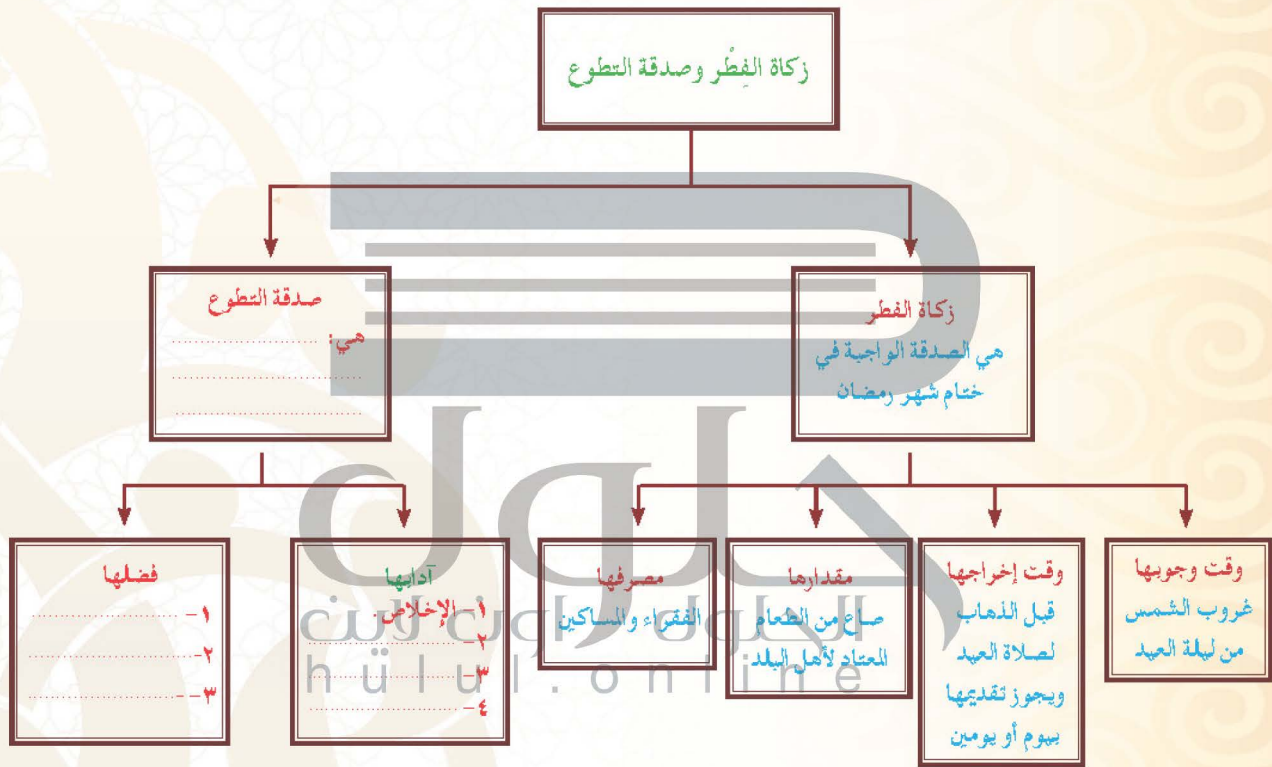 زكاة الفِطْر وصدقة التطوع
زكاة الفطر
هي الصدقة الواجبة في
ختام شهر رمضان
صدقة التطوع
هي: ....................
....................
....................
وقت وجوبها
غروب الشمس
من ليلة العيد
وقت إخراجها
قبل الذهاب
لصلاة العيد
ويجوز تقديمها
بيوم أو يومين
مقدارها
صاع من الطعام
المعتاد لأهل البلد
مصرفها
الفقراء والمساكين
آدابها
١- الإخلاص.
٢- ....................
٣- ....................
٤- ....................
فضلها
١- ....................
٢- ....................
٣-- ....................
حلول
الحلول اون لاين
hülul.online